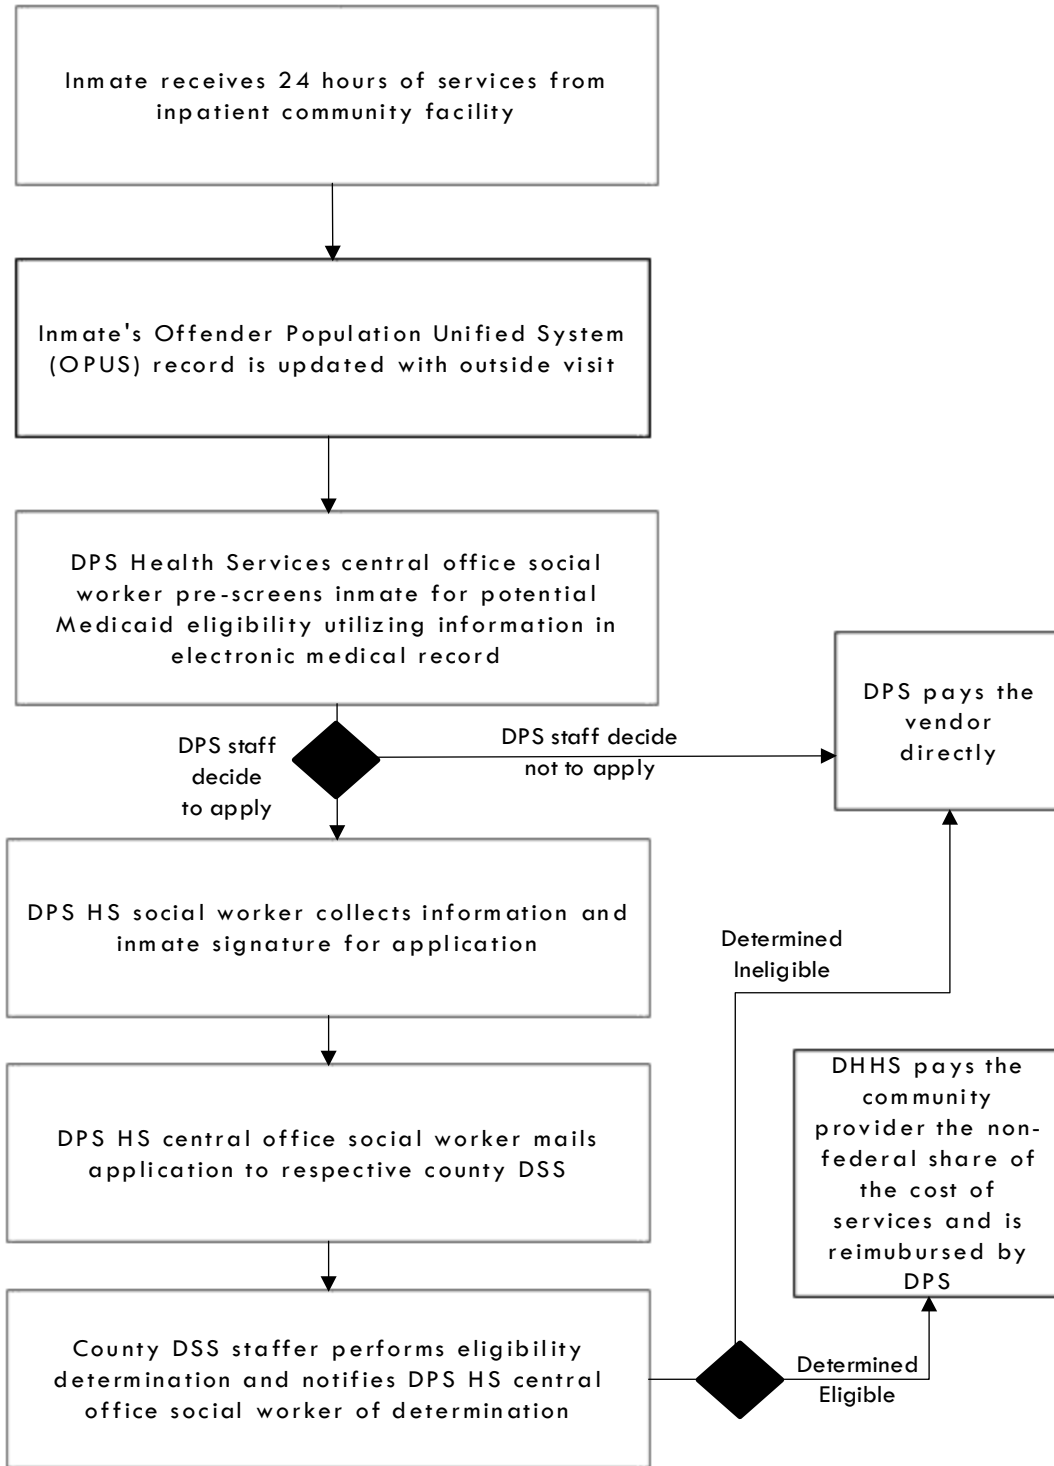 Inmate receives 24 hours of services from
inpatient community facility
Inmate's Offender Population Unified System
(OPUS) record is updated with outside visit
DPS Health Services central office social
worker pre-screens inmate for potential
Medicaid eligibility utilizing information in
electronic medical record
DPS staff
decide
to apply
DPS staff decide
not to apply
DPS pays the
vendor
directly
DPS HS social worker collects information and
inmate signature for application
DPS HS central office social worker mails
application to respective county DSS
County DSS staffer performs eligibility
determination and notifies DPS HS central
office social worker of determination
Determined
Ineligible
DHHS pays the
community
provider the non-
federal share of
the cost of
services and is
reimubursed by
DPS
Determined
Eligible